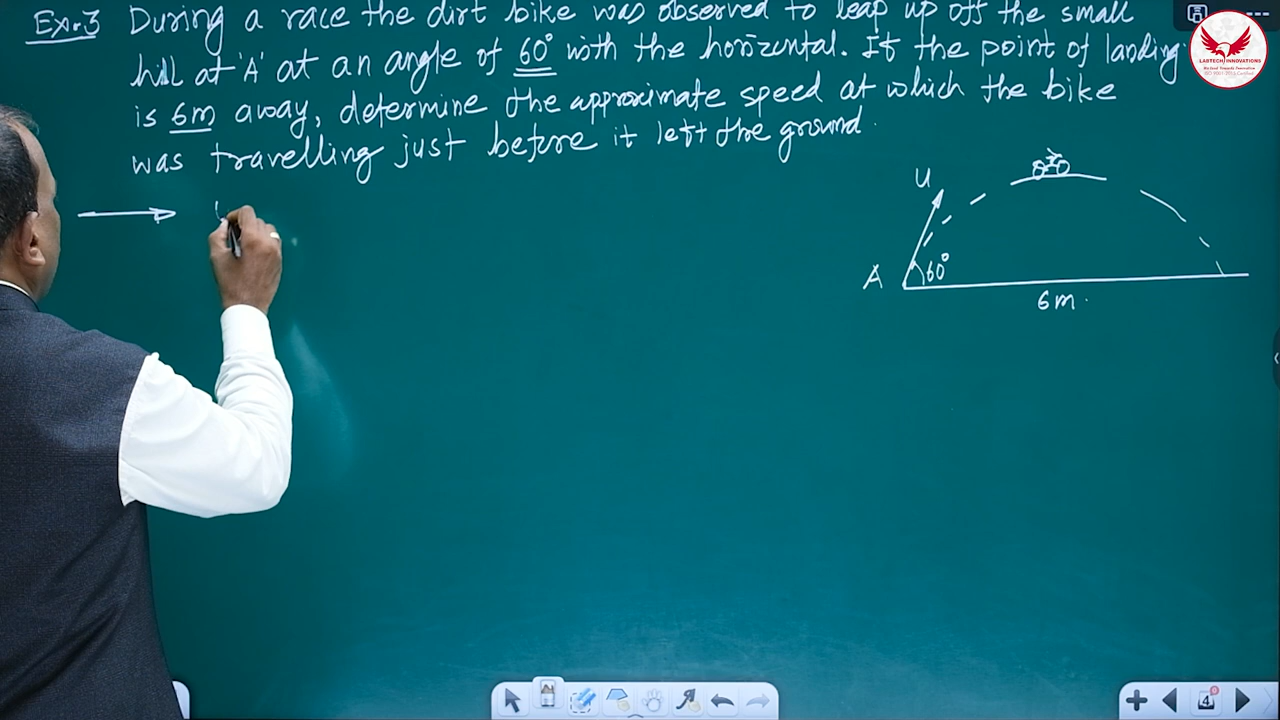 Ex:3 During a race the dirt bike was observed to leap up off the small
hill at 'A' at an angle of 60° with the horizontal. If the point of landing
is 6m away, determine the approximate speed at which the bike
was travelling just before it left the ground.
U
A
60°
6m.
LABTECH INNOVATIONS
4